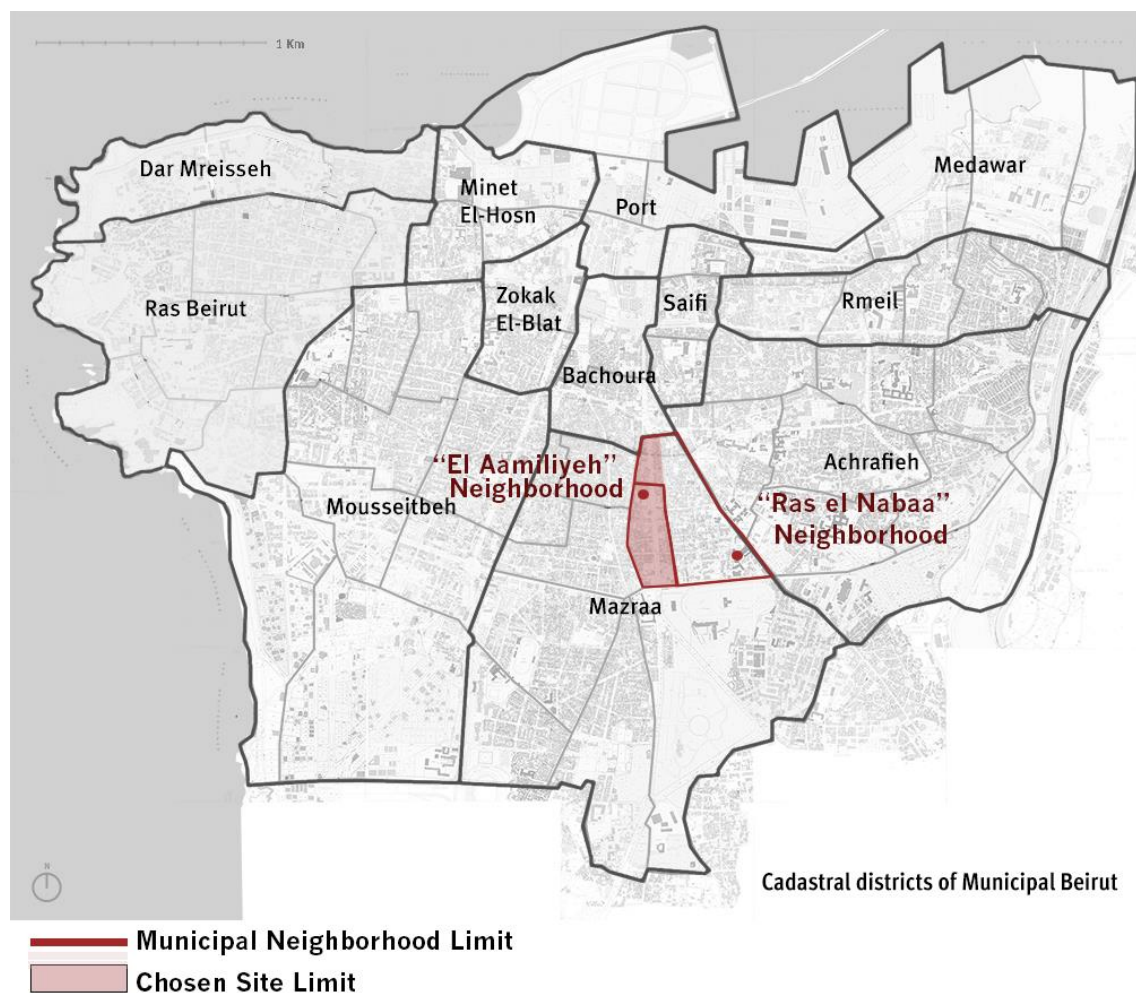 1 Km
Dar Mreisseh
Medawar
Minet
El-Hosn
Port
Ras Beirut
Zokak
El-Blat
Saifi
Rmeil
Bachoura
“El Aamiliyeh”
Neighborhood
Achrafieh
Mousseitbeh
“Ras el Nabaa”
Neighborhood
Mazraa
N
Cadastral districts of Municipal Beirut
Municipal Neighborhood Limit
Chosen Site Limit